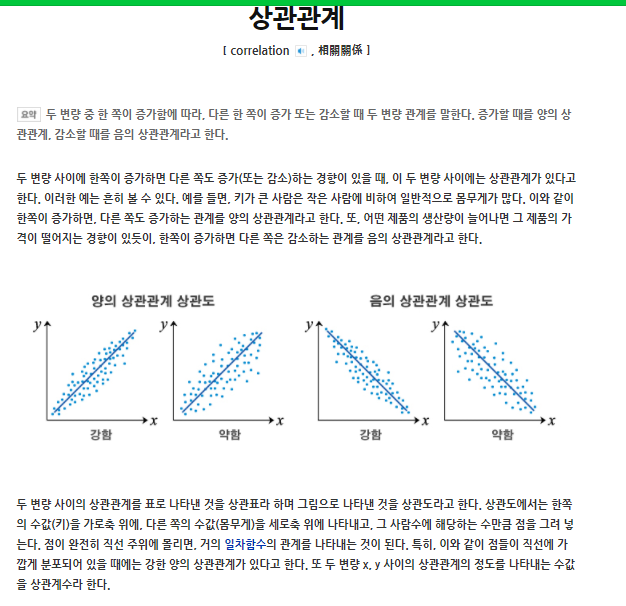 상관관계
[ correlation , 相關關係 ]
요약 두 변량 중 한 쪽이 증가함에 따라, 다른 한 쪽이 증가 또는 감소할 때 두 변량 관계를 말한다. 증가할 때를 양의 상
관관계, 감소할 때를 음의 상관관계라고 한다.
두 변량 사이에 한쪽이 증가하면 다른 쪽도 증가(또는 감소)하는 경향이 있을 때, 이 두 변량 사이에는 상관관계가 있다고
한다. 이러한 예는 흔히 볼 수 있다. 예를 들면, 키가 큰 사람은 작은 사람에 비하여 일반적으로 몸무게가 많다. 이와 같이
한쪽이 증가하면, 다른 쪽도 증가하는 관계를 양의 상관관계라고 한다. 또, 어떤 제품의 생산량이 늘어나면 그 제품의 가
격이 떨어지는 경향이 있듯이, 한쪽이 증가하면 다른 쪽은 감소하는 관계를 음의 상관관계라고 한다.
양의 상관관계 상관도 음의 상관관계 상관도
y y y y
x x x x
강함 약함 강함 약함
두 변량 사이의 상관관계를 표로 나타낸 것을 상관표라 하며 그림으로 나타낸 것을 상관도라고 한다. 상관도에서는 한쪽
의 수값(키)을 가로축 위에, 다른 쪽의 수값(몸무게)을 세로축 위에 나타내고, 그 사람수에 해당하는 수만큼 점을 그려 넣
는다. 점이 완전히 직선 주위에 몰리면, 거의 일차함수의 관계를 나타내는 것이 된다. 특히, 이와 같이 점들이 직선에 가
깝게 분포되어 있을 때에는 강한 양의 상관관계가 있다고 한다. 또 두 변량 x, y 사이의 상관관계의 정도를 나타내는 수값
을 상관계수라 한다.